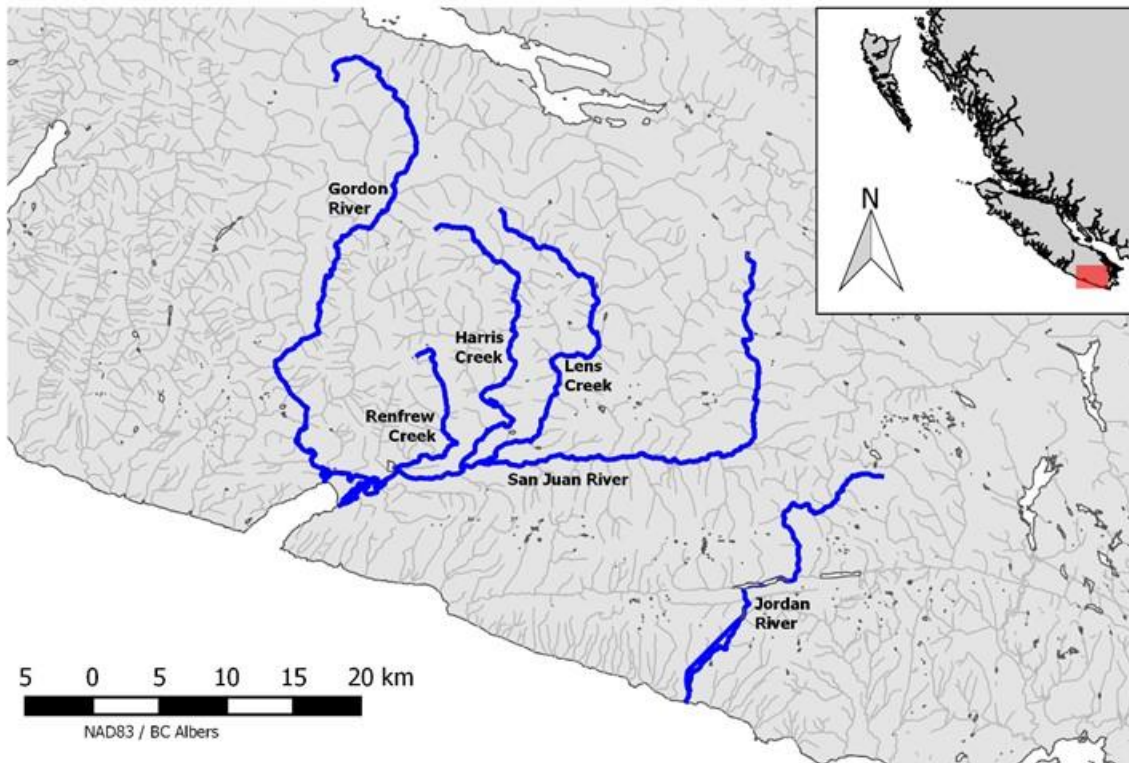 N
Gordon
River
Harris
Creek
Lens
Creek
Renfrew
Creek
San Juan River
Jordan
River
5 0 5 10 15 20 km
NAD83 / BC Albers